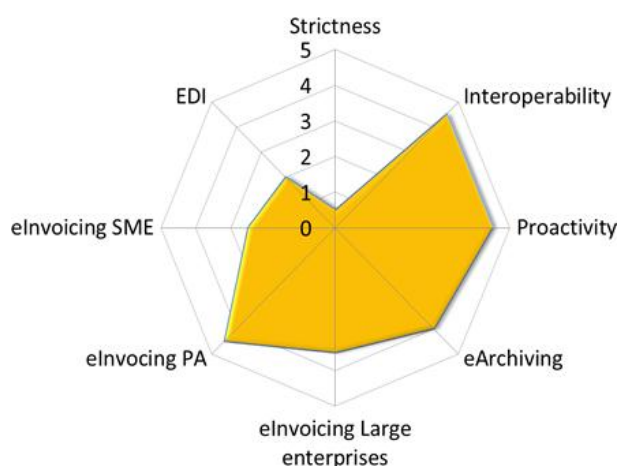 Strictness
5
4
3
2
1
0
EDI
Interoperability
eInvoicing SME
Proactivity
eInvocing PA
eArchiving
eInvoicing Large
enterprises